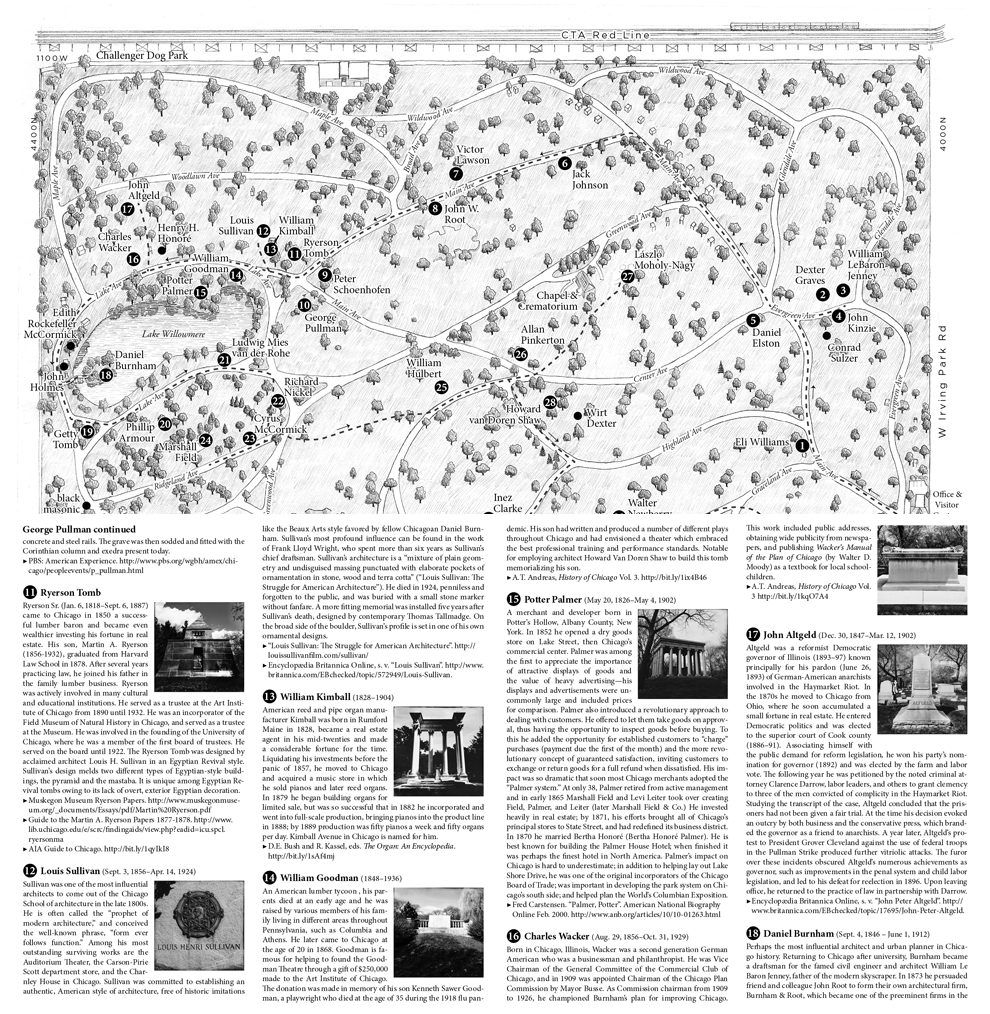 CTA Red Line
1100W
Challenger Dog Park
4400N
4000N
Maple Ave
Maple Ave
Wildwood Ave
Wildwood Ave
Woodlawn Ave
Main Ave
Main Ave
Glendale Ave
Glendale Ave
Greenwood Ave
Victor
Lawson
7
6
Jack
Johnson
8
John W.
Root
John
Altgeld
17
Henry H.
Honoré
Charles
Wacker
16
Louis
Sullivan
12
William
Kimball
13
Ryerson
Tomb
11
William
Goodman
14
Potter
Palmer
15
9
Peter
Schoenhofen
10
George
Pullman
Lake Ave
Lake Ave
Main Ave
László
Moholy-Nagy
27
Chapel &
Crematorium
Dexter
Graves
2
William
LeBaron
Jenney
3
Evergreen Ave
4
John
Kinzie
5
Daniel
Elston
Conrad
Sulzer
Edith
Rockefeller
McCormick
Lake Willowmere
Ludwig Mies
van der Rohe
21
Daniel
Burnham
18
John
Holmes
Allan
Pinkerton
26
William
Hulbert
25
Center Ave
Richard
Nickel
22
Lake Ave
Howard
van Doren Shaw
28
Wirt
Dexter
Getty
Tomb
19
Phillip
Armour
20
Cyrus
McCormick
23
Marshall
Field
24
Highland Ave
Eli Williams
1
W Irving Park Rd
Evergreen Ave
Ridgeland Ave
Graceland Ave
Main Ave
black
masonic
Inez
Clarke
Walter
Newberry
Office &
Visitor
George Pullman continued
concrete and steel rails. The grave was then sodded and fitted with the
Corinthian column and exedra present today.
▸ PBS: American Experience. http://www.pbs.org/wgbh/amex/chi-
cago/peopleevents/p_pullman.html
11 Ryerson Tomb
Ryerson Sr. (Jan. 6, 1818–Sept. 6, 1887)
came to Chicago in 1850 a success-
ful lumber baron and became even
wealthier investing his fortune in real
estate. His son, Martin A. Ryerson
(1856-1932), graduated from Harvard
Law School in 1878. After several years
practicing law, he joined his father in
the family lumber business. Ryerson
was actively involved in many cultural
and educational institutions. He served as a trustee at the Art Insti-
tute of Chicago from 1890 until 1932. He was an incorporator of the
Field Museum of Natural History in Chicago, and served as a trustee
at the Museum. He was involved in the founding of the University of
Chicago, where he was a member of the first board of trustees. He
served on the board until 1922. The Ryerson Tomb was designed by
acclaimed architect Louis H. Sullivan in an Egyptian Revival style.
Sullivan's design melds two different types of Egyptian-style build-
ings, the pyramid and the mastaba. It is unique among Egyptian Re-
vival tombs owing to its lack of overt, exterior Egyptian decoration.
▸ Muskegon Museum Ryerson Papers. http://www.muskegonmuse-
um.org/_documents/Essays/pdf/Martin%20Ryerson.pdf
▸ Guide to the Martin A. Ryerson Papers 1877-1878. http://www.
lib.uchicago.edu/e/scrc/findingaids/view.php?eadid=icu.spcl.
ryersonma
▸ AIA Guide to Chicago. http://bit.ly/1qvIkI8
12 Louis Sullivan (Sept. 3, 1856–Apr. 14, 1924)
Sullivan was one of the most influential
architects to come out of the Chicago
School of architecture in the late 1800s.
He is often called the "prophet of
modern architecture," and conceived
the well-known phrase, "form ever
follows function." Among his most
outstanding surviving works are the
Auditorium Theater, the Carson-Pirie
Scott department store, and the Char-
nley House in Chicago. Sullivan was committed to establishing an
authentic, American style of architecture, free of historic imitations
LOUIS HENRI SULLIVAN
like the Beaux Arts style favored by fellow Chicagoan Daniel Burn-
ham. Sullivan's most profound influence can be found in the work
of Frank Lloyd Wright, who spent more than six years as Sullivan's
chief draftsman. Sullivan's architecture is a "mixture of plain geom-
etry and undisguised massing punctuated with elaborate pockets of
ornamentation in stone, wood and terra cotta" ("Louis Sullivan: The
Struggle for American Architecture"). He died in 1924, penniless and
forgotten to the public, and was buried with a small stone marker
without fanfare. A more fitting memorial was installed five years after
Sullivan's death, designed by contemporary Thomas Tallmadge. On
the broad side of the boulder, Sullivan's profile is set in one of his own
ornamental designs.
▸ "Louis Sullivan: The Struggle for American Architecture". http://
louissullivanfilm.com/sullivan/
▸ Encyclopædia Britannica Online, s. v. "Louis Sullivan". http://www.
britannica.com/EBchecked/topic/572949/Louis-Sullivan.
13 William Kimball (1828–1904)
American reed and pipe organ manu-
facturer Kimball was born in Rumford
Maine in 1828, became a real estate
agent in his mid-twenties and made
a considerable fortune for the time.
Liquidating his investments before the
panic of 1857, he moved to Chicago
and acquired a music store in which
he sold pianos and later reed organs.
In 1879 he began building organs for
limited sale, but was so successful that in 1882 he incorporated and
went into full-scale production, bringing pianos into the product line
in 1888; by 1889 production was fifty pianos a week and fifty organs
per day. Kimball Avenue in Chicago is named for him.
▸ D.E. Bush and R. Kassel, eds. The Organ: An Encyclopedia.
http://bit.ly/1sAf4mj
14 William Goodman (1848–1936)
An American lumber tycoon , his par-
ents died at an early age and he was
raised by various members of his fam-
ily living in different areas throughout
Pennsylvania, such as Columbia and
Athens. He later came to Chicago at
the age of 20 in 1868. Goodman is fa-
mous for helping to found the Good-
man Theatre through a gift of $250,000
made to the Art Institute of Chicago.
The donation was made in memory of his son Kenneth Sawer Good-
man, a playwright who died at the age of 35 during the 1918 flu pan-
demic. His son had written and produced a number of different plays
throughout Chicago and had envisioned a theater which embraced
the best professional training and performance standards. Notable
for employing architect Howard Van Doren Shaw to build this tomb
memorializing his son.
▸ A.T. Andreas, History of Chicago Vol. 3. http://bit.ly/1ix4B46
15 Potter Palmer (May 20, 1826–May 4, 1902)
A merchant and developer born in
Potter's Hollow, Albany County, New
York. In 1852 he opened a dry goods
store on Lake Street, then Chicago's
commercial center. Palmer was among
the first to appreciate the importance
of attractive displays of goods and
the value of heavy advertising—his
displays and advertisements were un-
commonly large and included prices
for comparison. Palmer also introduced a revolutionary approach to
dealing with customers. He offered to let them take goods on approv-
al, thus having the opportunity to inspect goods before buying. To
this he added the opportunity for established customers to "charge"
purchases (payment due the first of the month) and the more revo-
lutionary concept of guaranteed satisfaction, inviting customers to
exchange or return goods for a full refund when dissatisfied. His im-
pact was so dramatic that soon most Chicago merchants adopted the
"Palmer system." At only 38, Palmer retired from active management
and in early 1865 Marshall Field and Levi Leiter took over creating
Field, Palmer, and Leiter (later Marshall Field & Co.) He invested
heavily in real estate; by 1871, his efforts brought all of Chicago's
principal stores to State Street, and had redefined its business district.
In 1870 he married Bertha Honoré (Bertha Honoré Palmer). He is
best known for building the Palmer House Hotel; when finished it
was perhaps the finest hotel in North America. Palmer's impact on
Chicago is hard to underestimate; in addition to helping lay out Lake
Shore Drive, he was one of the original incorporators of the Chicago
Board of Trade; was important in developing the park system on Chi-
cago's south side; and helped plan the World's Columbian Exposition.
▸ Fred Carstensen. "Palmer, Potter". American National Biography
Online Feb. 2000. http://www.anb.org/articles/10/10-01263.html
16 Charles Wacker (Aug. 29, 1856–Oct. 31, 1929)
Born in Chicago, Illinois, Wacker was a second generation German
American who was a businessman and philanthropist. He was Vice
Chairman of the General Committee of the Commercial Club of
Chicago, and in 1909 was appointed Chairman of the Chicago Plan
Commission by Mayor Busse. As Commission chairman from 1909
to 1926, he championed Burnham's plan for improving Chicago.
This work included public addresses,
obtaining wide publicity from newspa-
pers, and publishing Wacker's Manual
of the Plan of Chicago (by Walter D.
Moody) as a textbook for local school-
children.
▸ A.T. Andreas, History of Chicago Vol.
3 http://bit.ly/1kqO7A4
17 John Altgeld (Dec. 30, 1847–Mar. 12, 1902)
Altgeld was a reformist Democratic
governor of Illinois (1893–97) known
principally for his pardon (June 26,
1893) of German-American anarchists
involved in the Haymarket Riot. In
the 1870s he moved to Chicago from
Ohio, where he soon accumulated a
small fortune in real estate. He entered
Democratic politics and was elected
to the superior court of Cook county
(1886–91). Associating himself with
the public demand for reform legislation, he won his party's nom-
ination for governor (1892) and was elected by the farm and labor
vote. The following year he was petitioned by the noted criminal at-
torney Clarence Darrow, labor leaders, and others to grant clemency
to three of the men convicted of complicity in the Haymarket Riot.
Studying the transcript of the case, Altgeld concluded that the pris-
oners had not been given a fair trial. At the time his decision evoked
an outcry by both business and the conservative press, which brand-
ed the governor as a friend to anarchists. A year later, Altgeld's pro-
test to President Grover Cleveland against the use of federal troops
in the Pullman Strike produced further vitriolic attacks. The furor
over these incidents obscured Altgeld's numerous achievements as
governor, such as improvements in the penal system and child labor
legislation, and led to his defeat for reelection in 1896. Upon leaving
office, he returned to the practice of law in partnership with Darrow.
▸ Encyclopædia Britannica Online, s. v. "John Peter Altgeld". http://
www.britannica.com/EBchecked/topic/17695/John-Peter-Altgeld.
18 Daniel Burnham (Sept. 4, 1846 – June 1, 1912)
Perhaps the most influential architect and urban planner in Chica-
go history. Returning to Chicago after university, Burnham became
a draftsman for the famed civil engineer and architect William Le
Baron Jenney, father of the modern skyscraper. In 1873 he persuaded
friend and colleague John Root to form their own architectural firm,
Burnham & Root, which became one of the preeminent firms in the